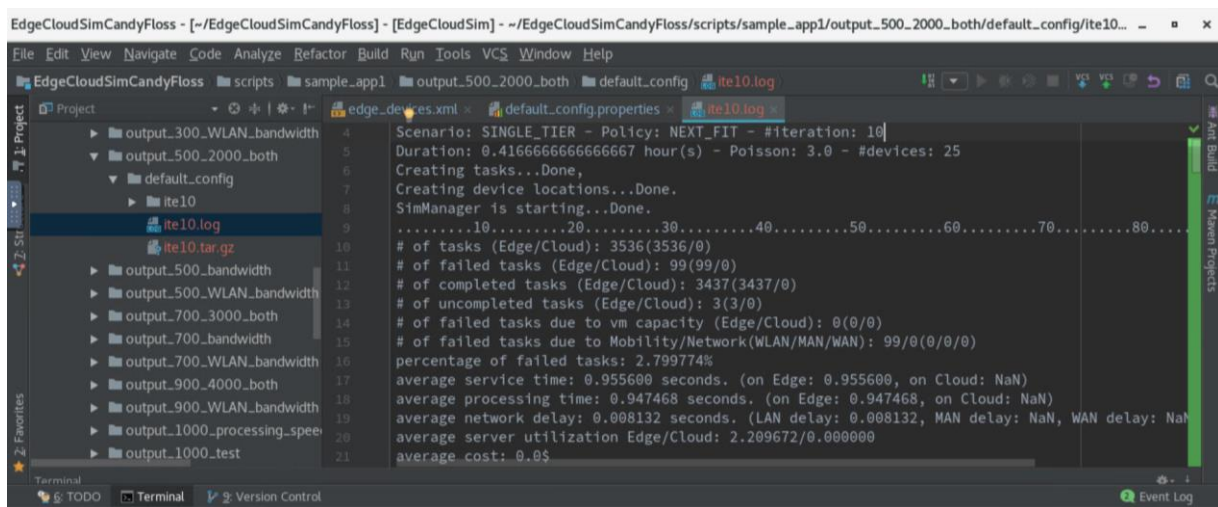 EdgeCloudSimCandyFloss - [~/EdgeCloudSimCandyFloss] - [EdgeCloudSim] - ~/EdgeCloudSimCandyFloss/scripts/sample_app1/output_500_2000_both/default_config/ite10...
File Edit View Navigate Code Analyze Refactor Build Run Tools VCS Window Help
EdgeCloudSimCandyFloss scripts sample_app1 output_500_2000_both default_config ite10.log
Project edge_devices.xml default_config.properties ite10.log
1: Project
output_300_WLAN_bandwidth
output_500_2000_both
default_config
ite10
ite10.log
ite10.tar.gz
output_500_bandwidth
output_500_WLAN_bandwidth
output_700_3000_both
output_700_bandwidth
output_700_WLAN_bandwidth
output_900_4000_both
output_900_WLAN_bandwidth
output_1000_processing_speed
output_1000_test
4 Scenario: SINGLE_TIER - Policy: NEXT_FIT - #iteration: 10
5 Duration: 0.4166666666666667 hour(s) - Poisson: 3.0 - #devices: 25
6 Creating tasks...Done,
7 Creating device locations...Done.
8 SimManager is starting...Done.
9 .........10.........20.........30.........40.........50.........60.........70.........80....
10 # of tasks (Edge/Cloud): 3536(3536/0)
11 # of failed tasks (Edge/Cloud): 99(99/0)
12 # of completed tasks (Edge/Cloud): 3437(3437/0)
13 # of uncompleted tasks (Edge/Cloud): 3(3/0)
14 # of failed tasks due to vm capacity (Edge/Cloud): 0(0/0)
15 # of failed tasks due to Mobility/Network(WLAN/MAN/WAN): 99/0(0/0/0)
16 percentage of failed tasks: 2.799774%
17 average service time: 0.955600 seconds. (on Edge: 0.955600, on Cloud: NaN)
18 average processing time: 0.947468 seconds. (on Edge: 0.947468, on Cloud: NaN)
19 average network delay: 0.008132 seconds. (LAN delay: 0.008132, MAN delay: NaN, WAN delay: NaN
20 average server utilization Edge/Cloud: 2.209672/0.000000
21 average cost: 0.0$
Ant Build
Maven Projects
2: Favorites
Terminal
6: TODO Terminal 9: Version Control 2 Event Log